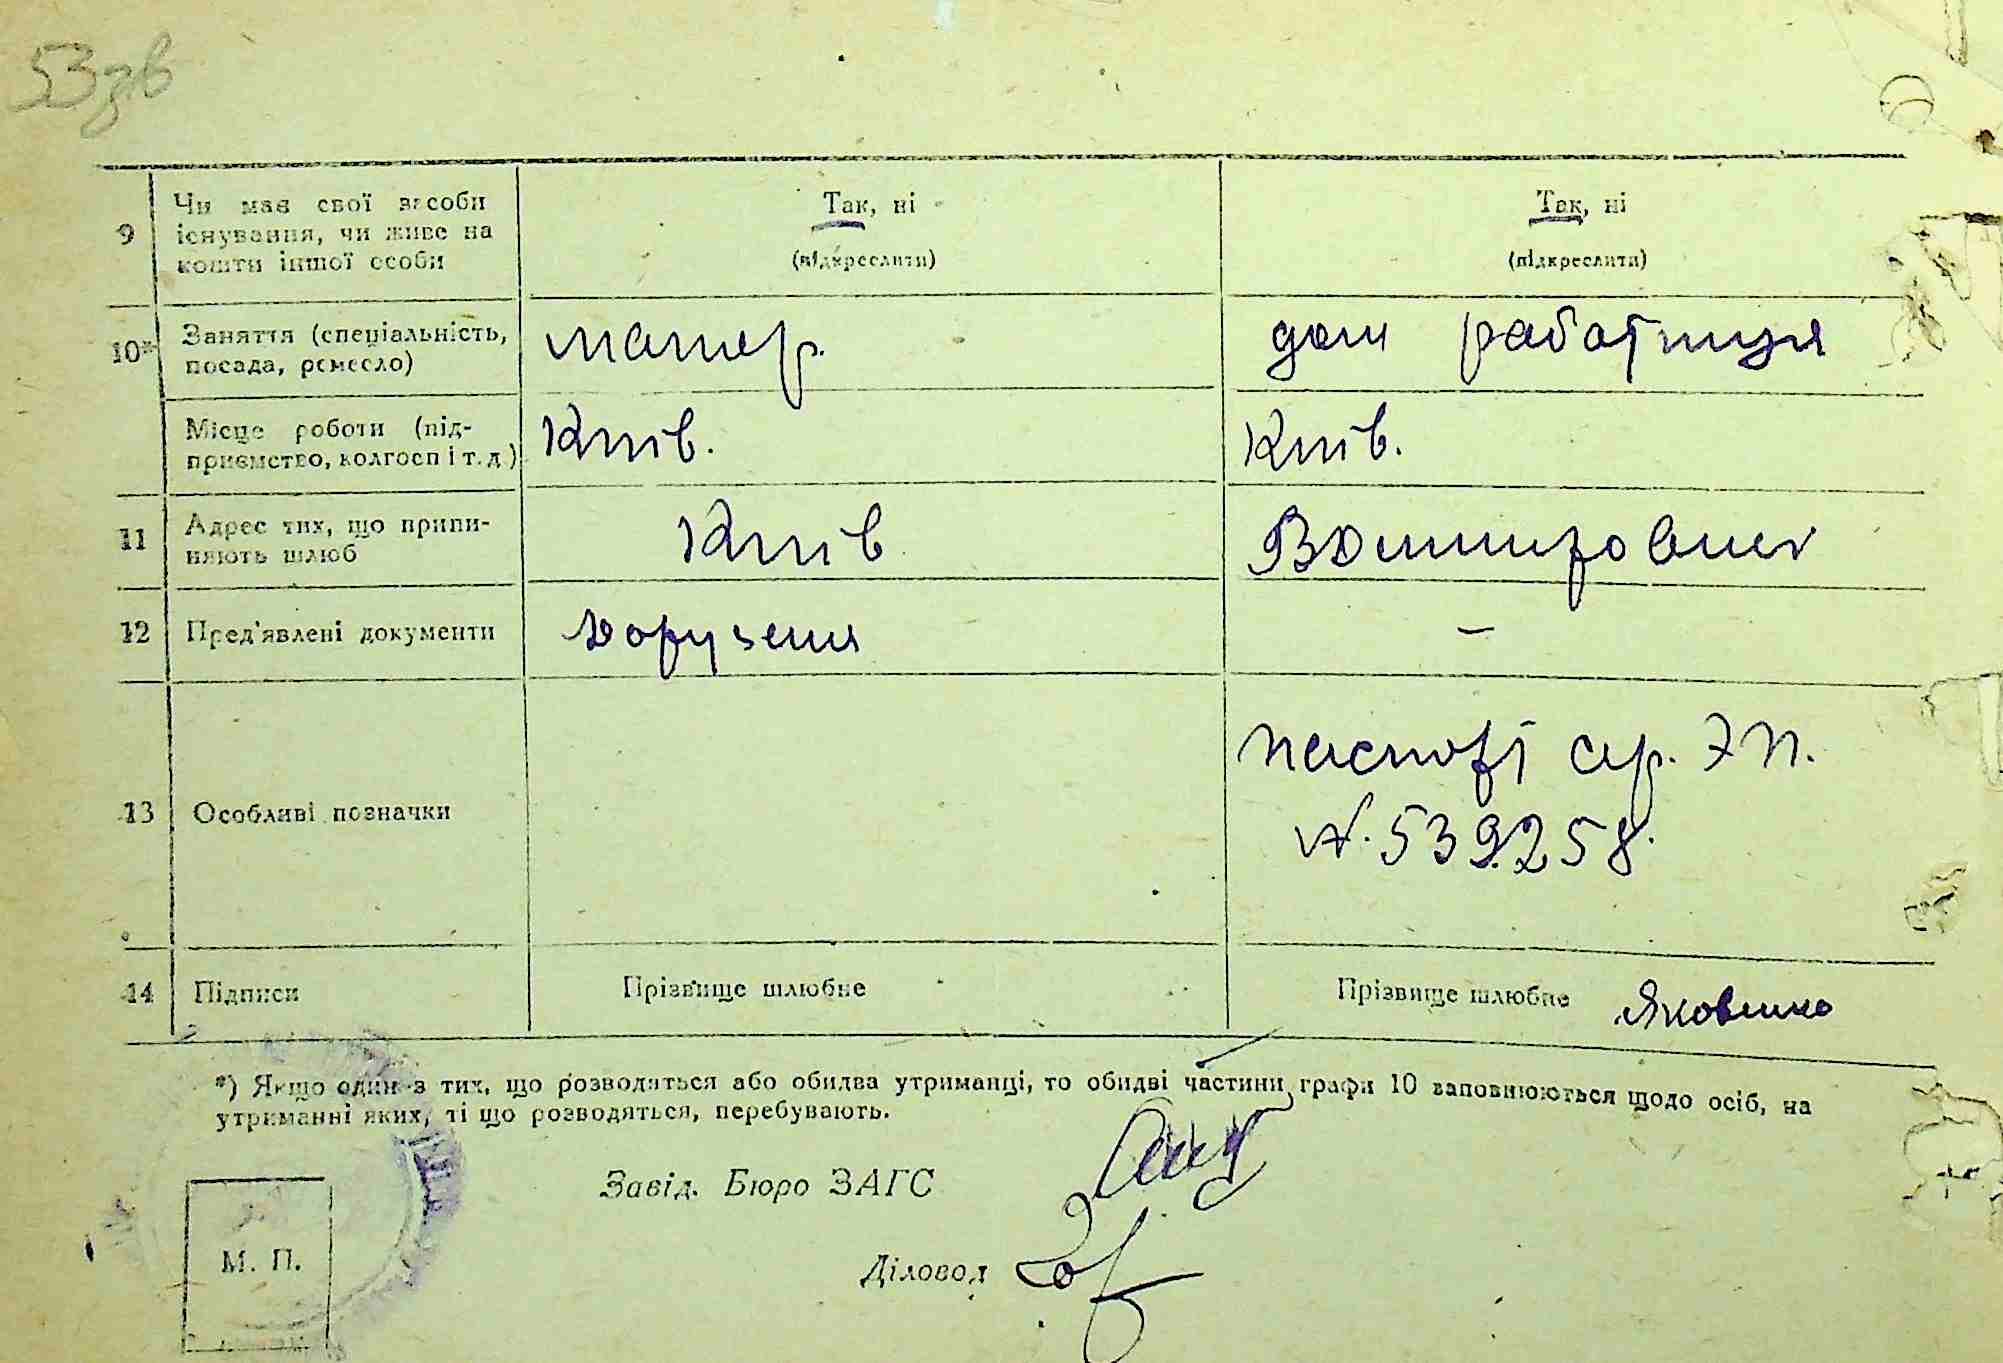 53зв
9 Чи має свої засоби існування, чи живе на кошти іншої особи
Так, ні
(підкреслити)
Так, ні
(підкреслити)
10* Заняття (спеціальність, посада, ремесло)
маляр.
дом работница
Місце роботи (підприємство, колгосп і т. д.)
Київ.
Київ.
11 Адрес тих, що припиняють шлюб
Київ
12 Пред'явлені документи
–
13 Особливі позначки
паспорт сер. ЭП.
N. 539258.
14 Підписи
Прізвище шлюбне
Прізвище шлюбне Яковенко
*) Якщо один з тих, що розводяться або обидва утриманці, то обидві частини графи 10 заповнюються щодо осіб, на
утриманні яких, ті що розводяться, перебувають.
Завід. Бюро ЗАГС
М. П.
Діловод